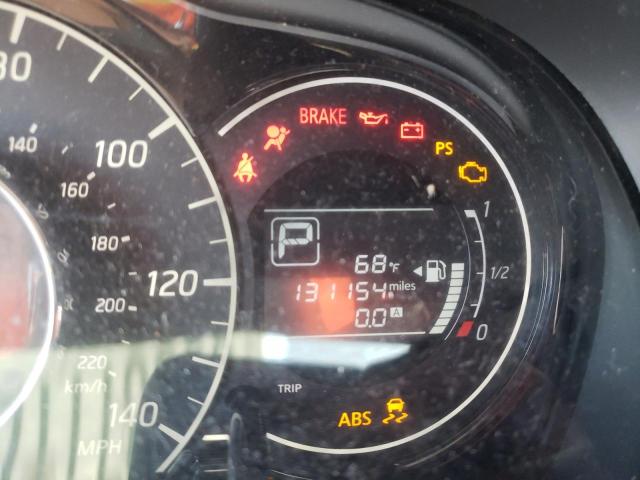 80
100
120
140
MPH
140
160
180
200
220
km/h
BRAKE
PS
P
68°F
131154 miles
0.0 A
1
1/2
0
TRIP
ABS